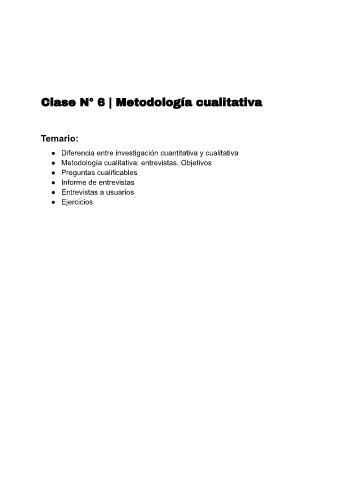 Clase N° 6 | Metodología cualitativa
Temario:
● Diferencia entre investigación cuantitativa y cualitativa
● Metodología cualitativa: entrevistas. Objetivos
● Preguntas cualificables
● Informe de entrevistas
● Entrevistas a usuarios
● Ejercicios